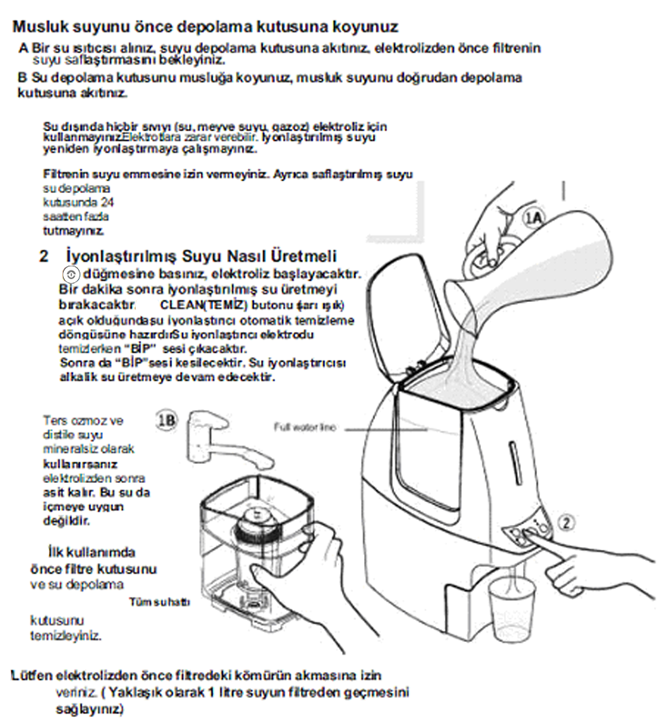 Musluk suyunu önce depolama kutusuna koyunuz
A Bir su ısıtıcısı alınız, suyu depolama kutusuna akıtınız, elektrolizden önce filtrenin
suyu saflaştırmasını bekleyiniz.
B Su depolama kutusunu musluğa koyunuz, musluk suyunu doğrudan depolama
kutusuna akıtınız.
Su dışında hiçbir sıvıyı (su, meyve suyu, gazoz) elektroliz için
kullanmayınız.Elektrotlara zarar verebilir. İyonlaştırılmış suyu
yeniden iyonlaştırmaya çalışmayınız.
Filtrenin suyu emmesine izin vermeyiniz. Ayrıca saflaştırılmış suyu
su depolama
kutusunda 24
saatten fazla
tutmayınız.
1A
2 İyonlaştırılmış Suyu Nasıl Üretmeli
düğmesine basınız, elektroliz başlayacaktır.
Bir dakika sonra iyonlaştırılmış su üretmeyi
bırakacaktır. CLEAN(TEMİZ) butonu (sarı ışık)
açık olduğunda su iyonlaştırıcı otomatik temizleme
döngüsüne hazırdır.Su iyonlaştırıcı elektrodu
temizlerken “BİP” sesi çıkacaktır.
Sonra da “BİP”sesi kesilecektir. Su iyonlaştırıcısı
alkalik su üretmeye devam edecektir.
1B
Ters ozmoz ve
distile suyu
mineralsiz olarak
kullanırsanız
elektrolizden sonra
asit kalır. Bu su da
içmeye uygun
değildir.
Full water line
2
İlk kullanımda
önce filtre kutusunu
ve su depolama
Tüm su hattı
kutusunu
temizleyiniz.
Lütfen elektrolizden önce filtredeki kömürün akmasına izin
veriniz. ( Yaklaşık olarak 1 litre suyun filtreden geçmesini
sağlayınız)